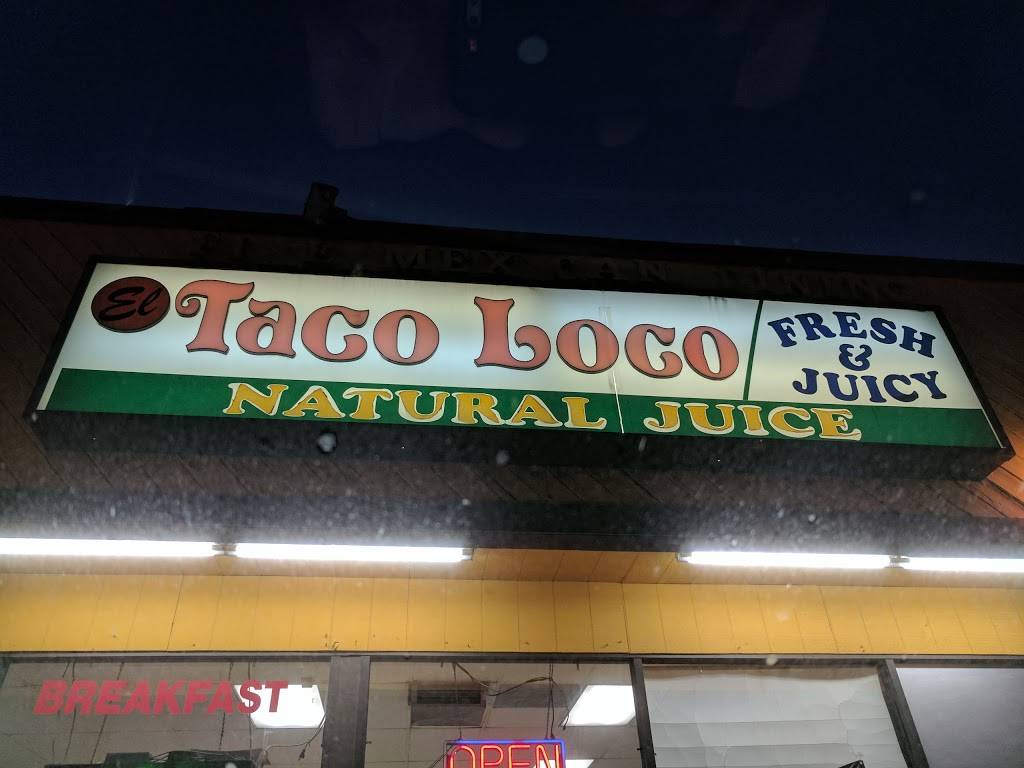 El Taco Loco
FRESH
&
JUICY
NATURAL JUICE
BREAKFAST
OPEN